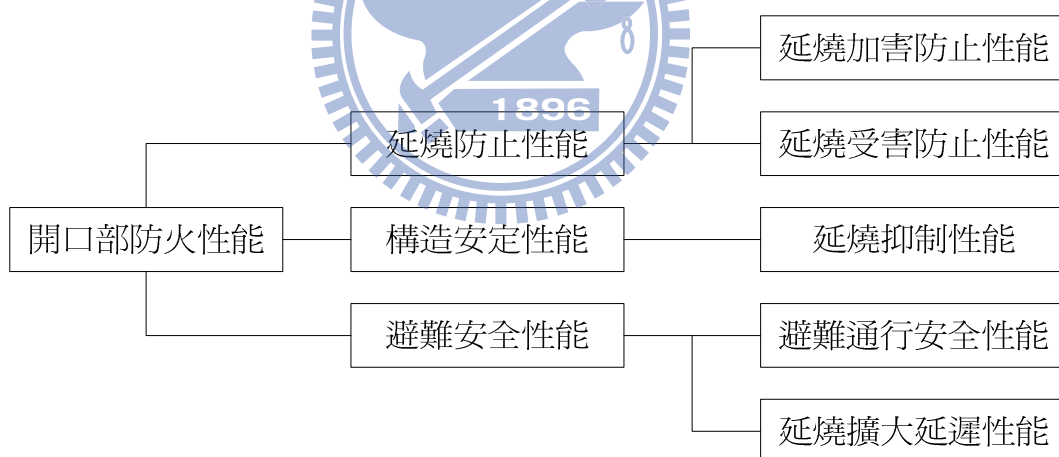 延燒加害防止性能
1896
延燒防止性能
延燒受害防止性能
開口部防火性能
構造安定性能
延燒抑制性能
避難安全性能
避難通行安全性能
延燒擴大延遲性能